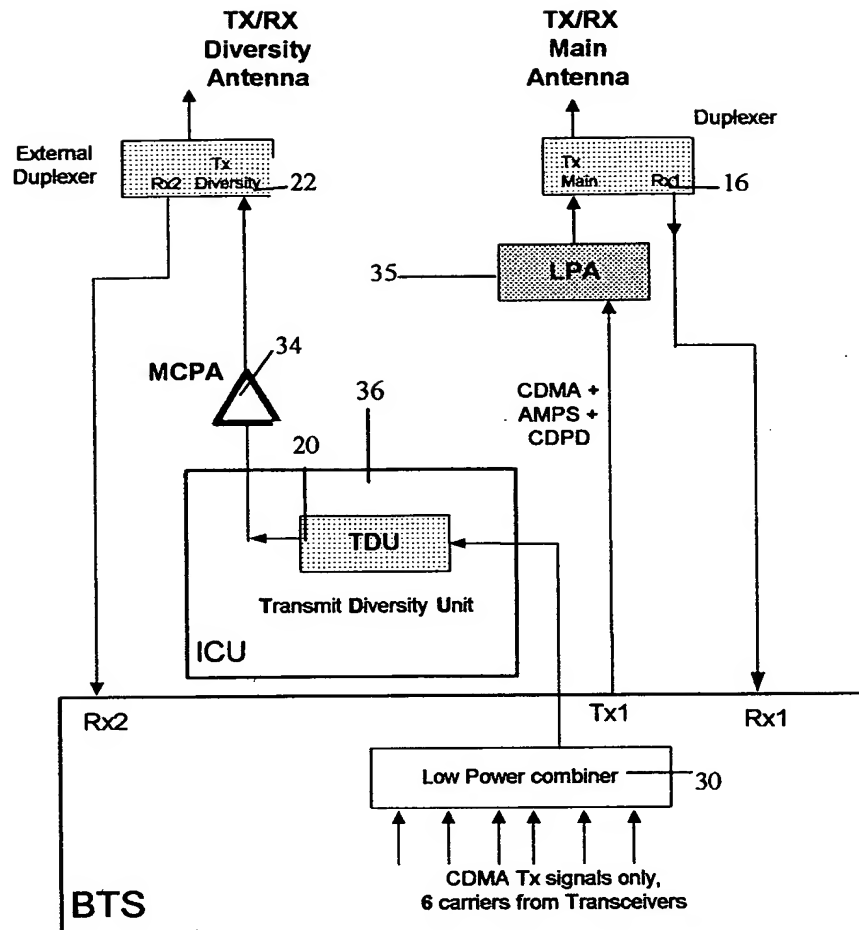 TX/RX
Diversity
Antenna
TX/RX
Main
Antenna
External
Duplexer
Rx2
Tx
Diversity
22
Duplexer
Tx
Main
Rx1
16
35
LPA
MCPA
34
CDMA +
AMPS +
CDPD
36
20
TDU
Transmit Diversity Unit
ICU
Rx2
Tx1
Rx1
Low Power combiner
30
CDMA Tx signals only,
6 carriers from Transceivers
BTS